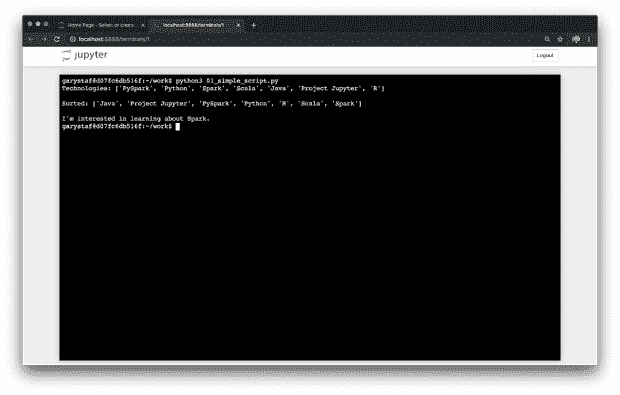 Home Page - Select or create
localhost:8888/terminals/1
localhost:8888/terminals/1
jupyter
Logout
garystaf@d07fc6db516f:~/work$ python3 01_simple_script.py
Technologies: ['PySpark', 'Python', 'Spark', 'Scala', 'Java', 'Project Jupyter', 'R']
Sorted: ['Java', 'Project Jupyter', 'PySpark', 'Python', 'R', 'Scala', 'Spark']
I'm interested in learning about Spark.
garystaf@d07fc6db516f:~/work$